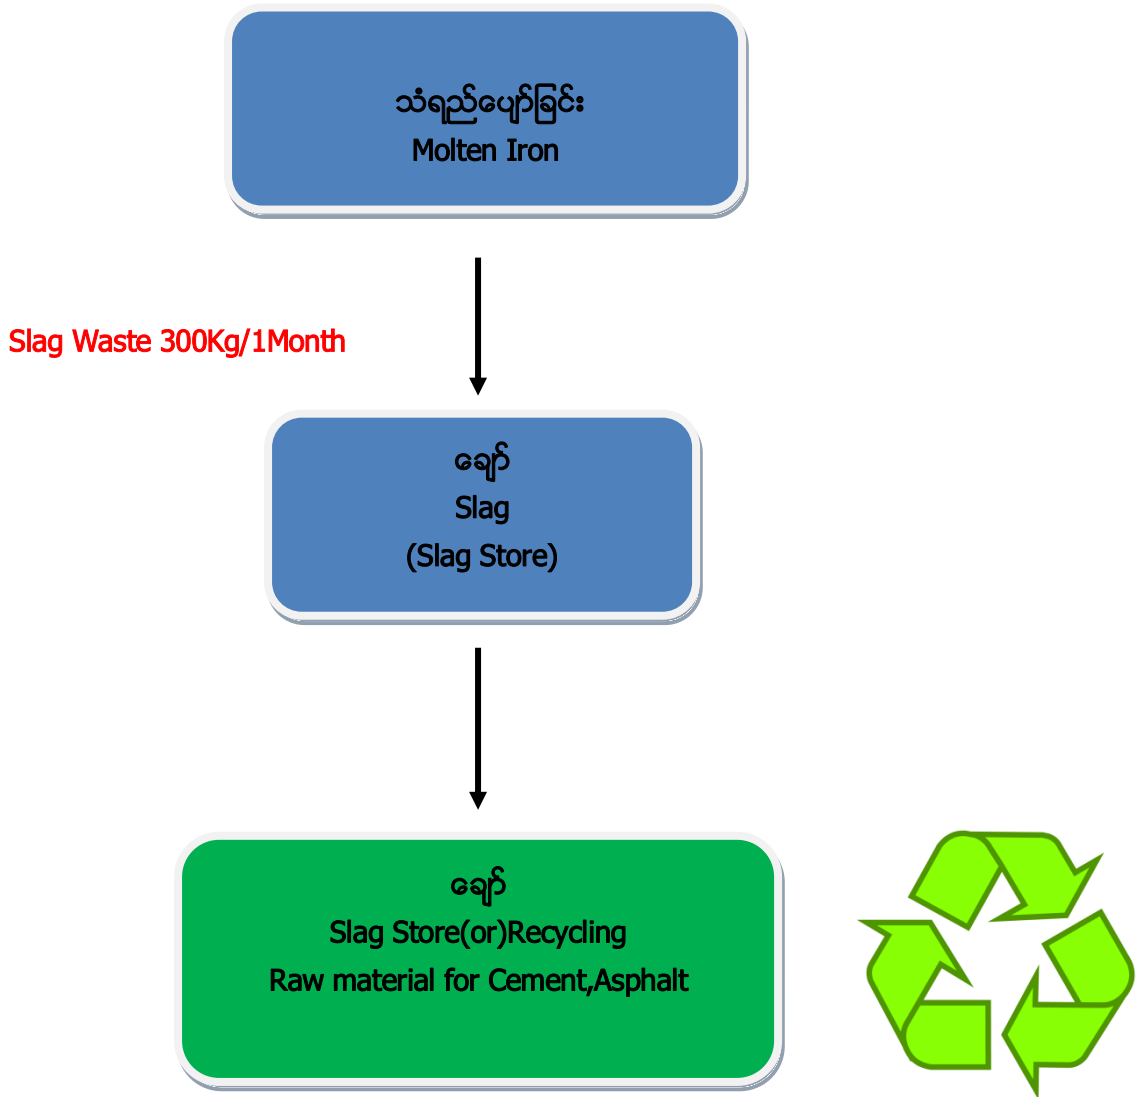 သံရည်ပျော်ခြင်း
Molten Iron
Slag Waste 300Kg/1Month
ချော်
Slag
(Slag Store)
ချော်
Slag Store(or)Recycling
Raw material for Cement,Asphalt